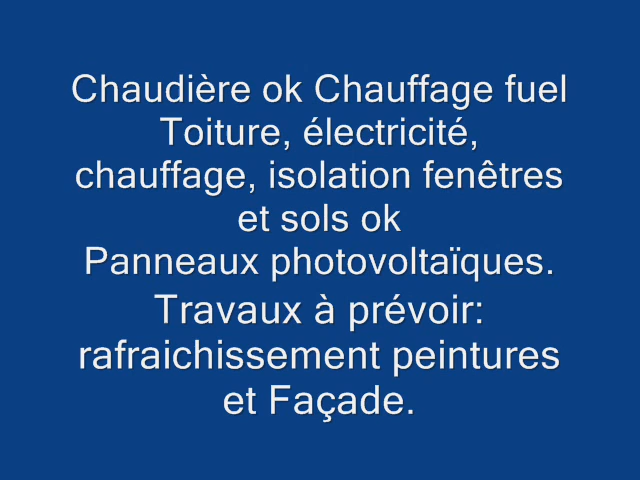 Chaudière ok Chauffage fuel
Toiture, électricité,
chauffage, isolation fenêtres
et sols ok
Panneaux photovoltaïques.
Travaux à prévoir:
rafraichissement peintures
et Façade.